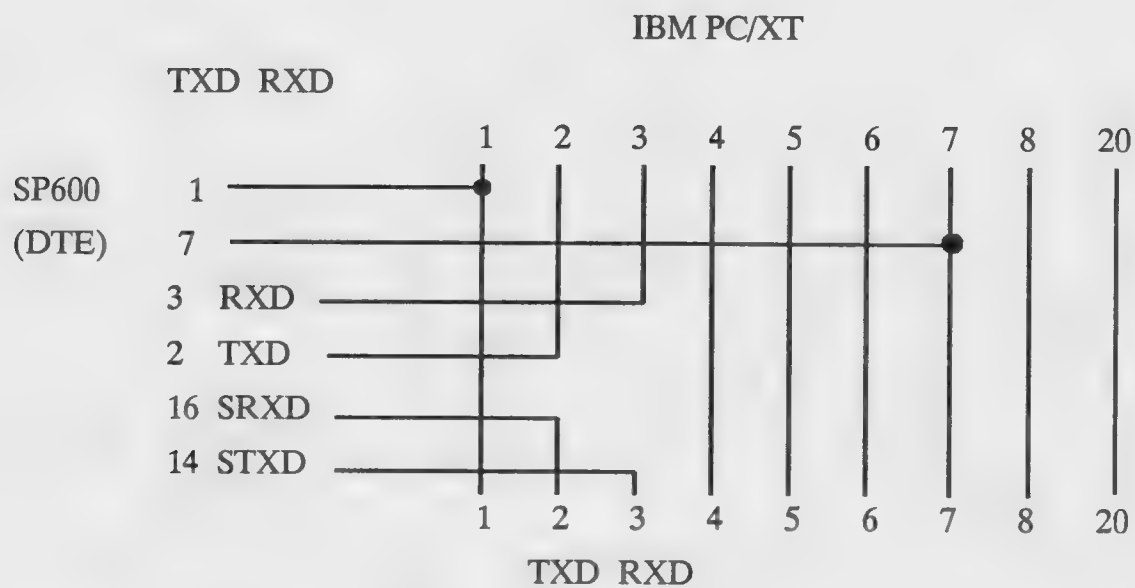 IBM PC/XT
TXD RXD
1 2 3 4 5 6 7 8 20
SP600 1
(DTE) 7
3 RXD
2 TXD
16 SRXD
14 STXD
1 2 3 4 5 6 7 8 20
TXD RXD